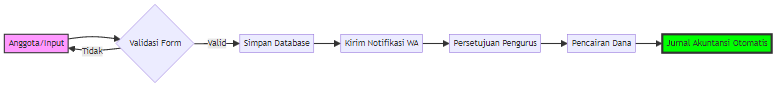 Anggota/Input
Validasi Form
Tidak
Valid
Simpan Database
Kirim Notifikasi WA
Persetujuan Pengurus
Pencairan Dana
Jurnal Akuntansi Otomatis